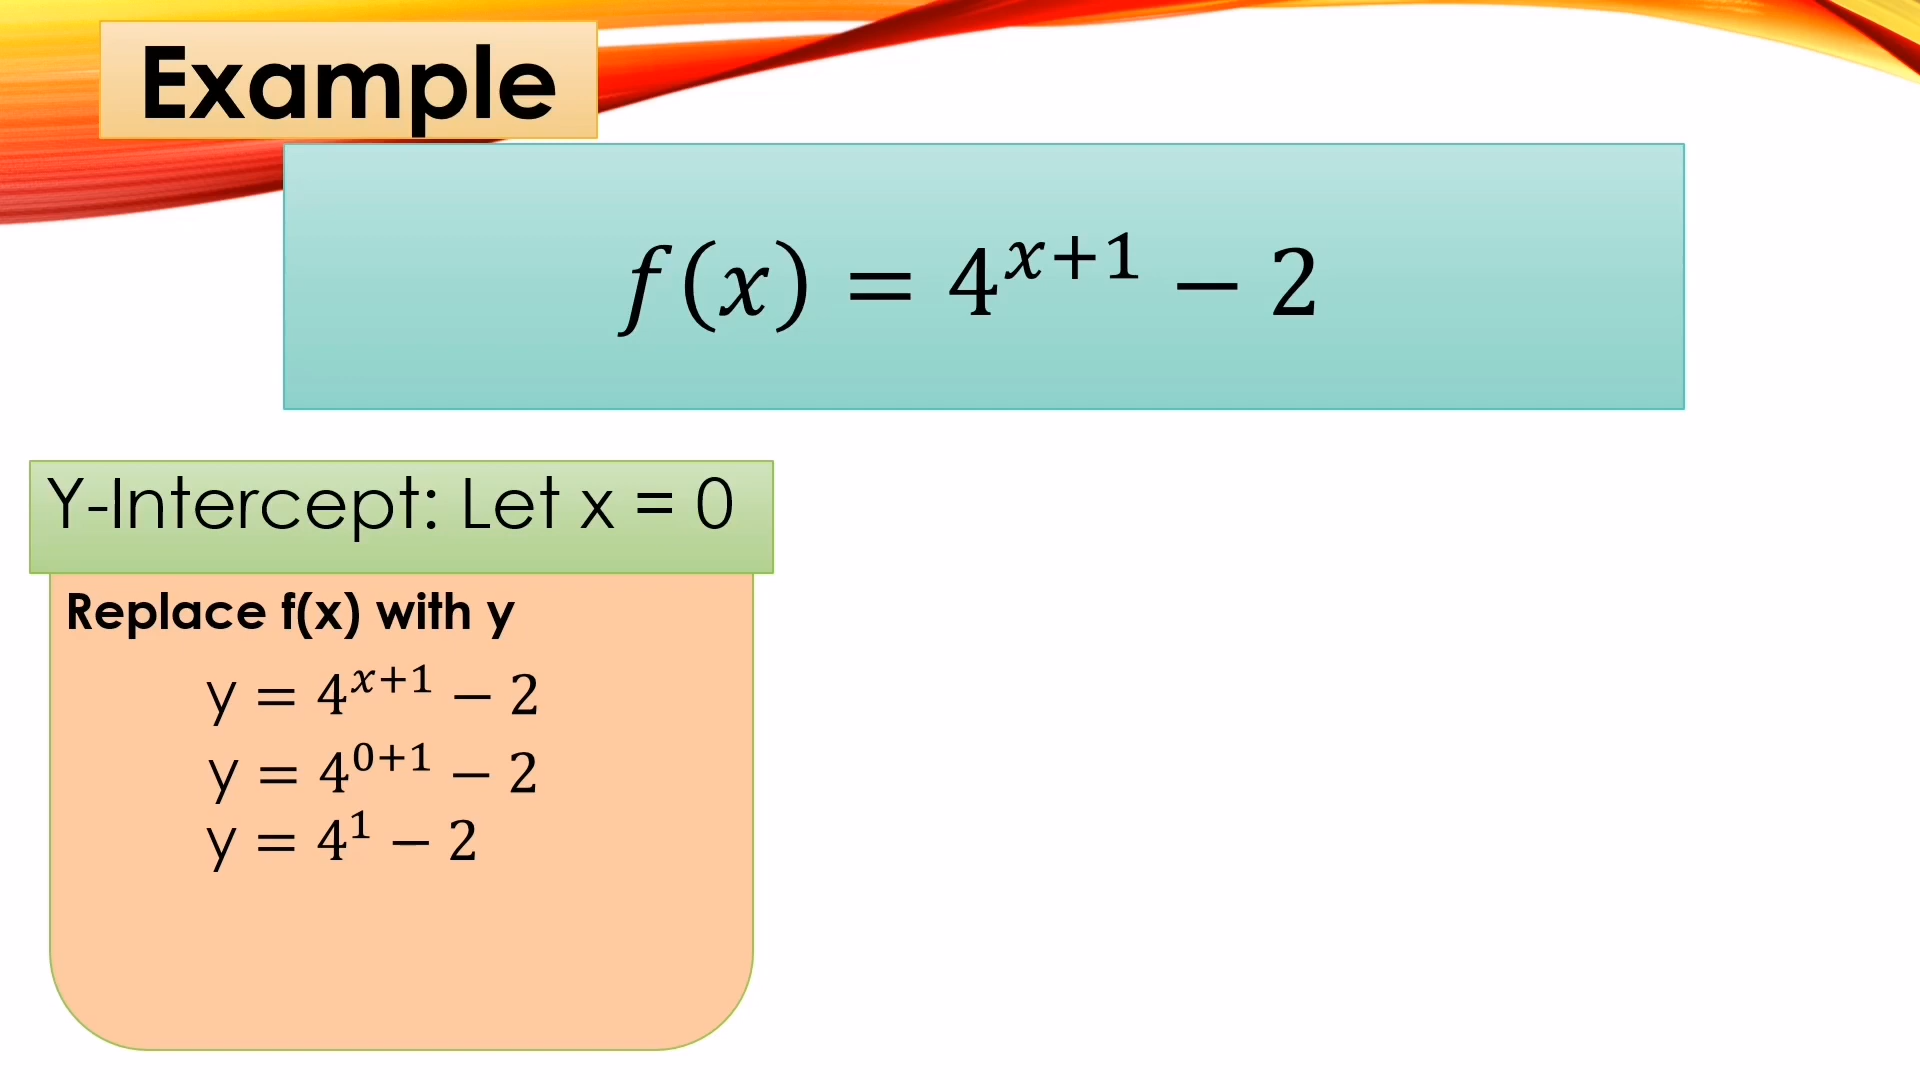 Example
f(x) = 4^{x+1} − 2
Y-Intercept: Let x = 0
Replace f(x) with y
y = 4^{x+1} − 2
y = 4^{0+1} − 2
y = 4^{1} − 2